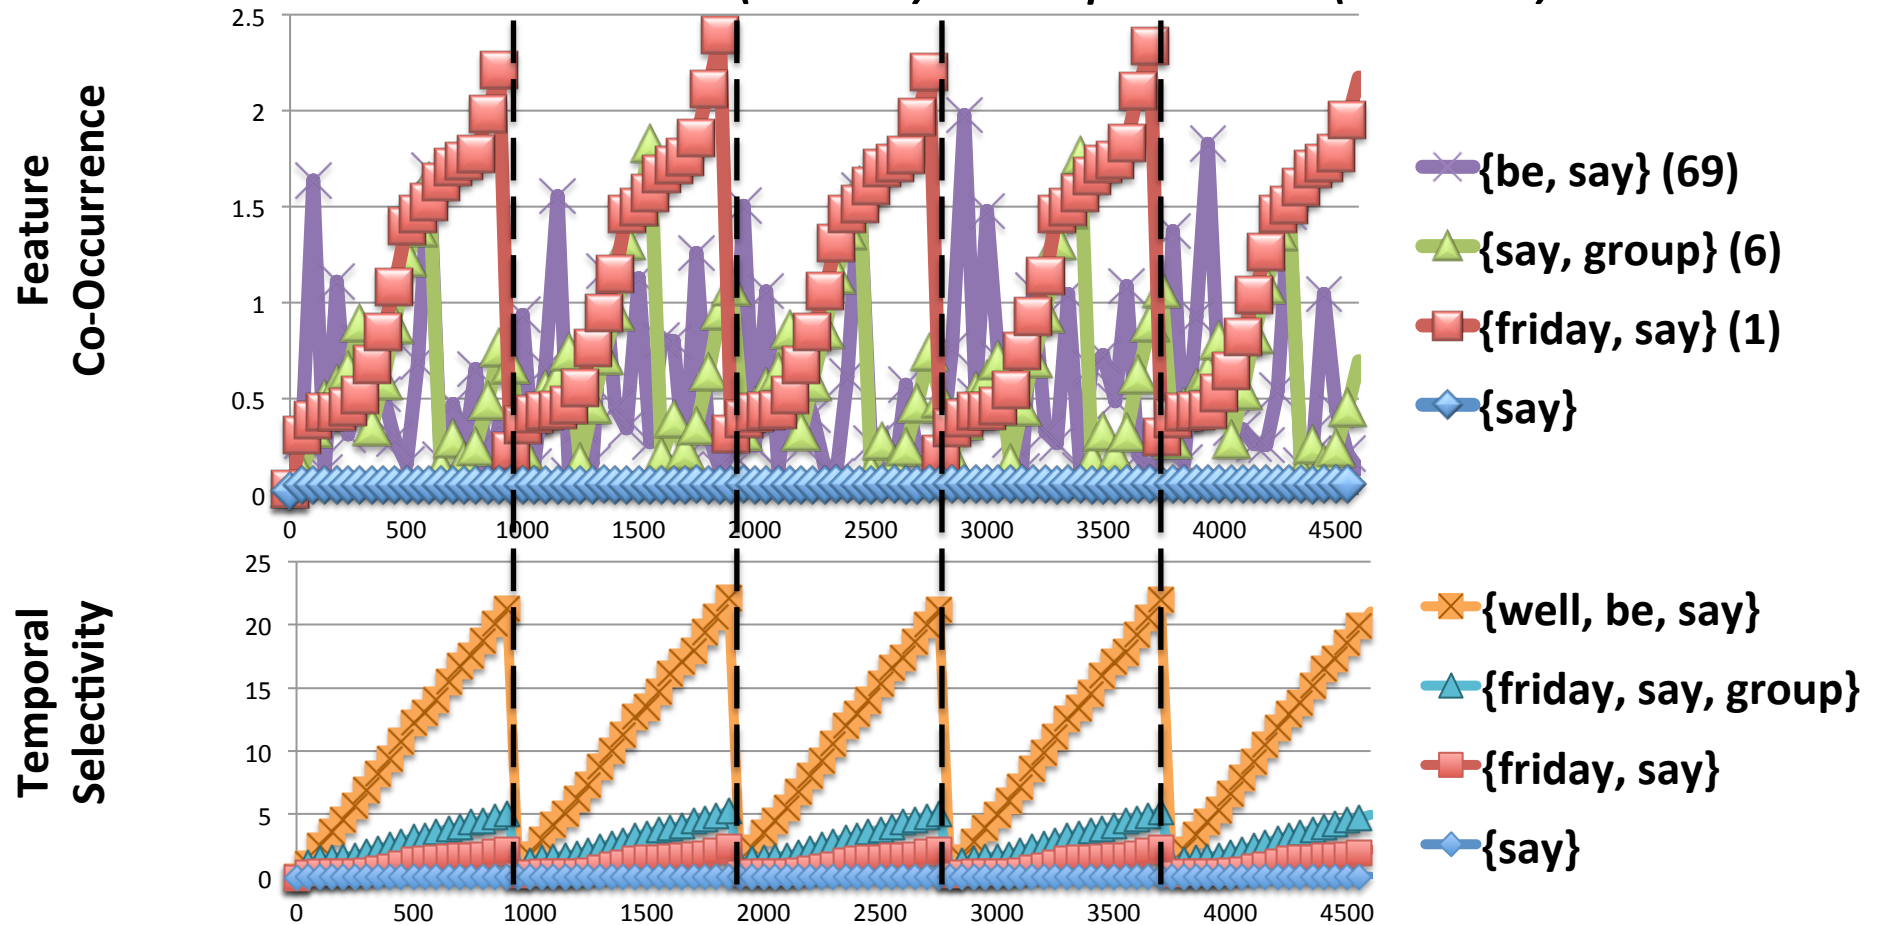 Feature
Co-Occurrence
2.5
2
1.5
1
0.5
0
0 500 1000 1500 2000 2500 3000 3500 4000 4500
{be, say} (69)
{say, group} (6)
{friday, say} (1)
{say}
Temporal
Selectivity
25
20
15
10
5
0
0 500 1000 1500 2000 2500 3000 3500 4000 4500
{well, be, say}
{friday, say, group}
{friday, say}
{say}